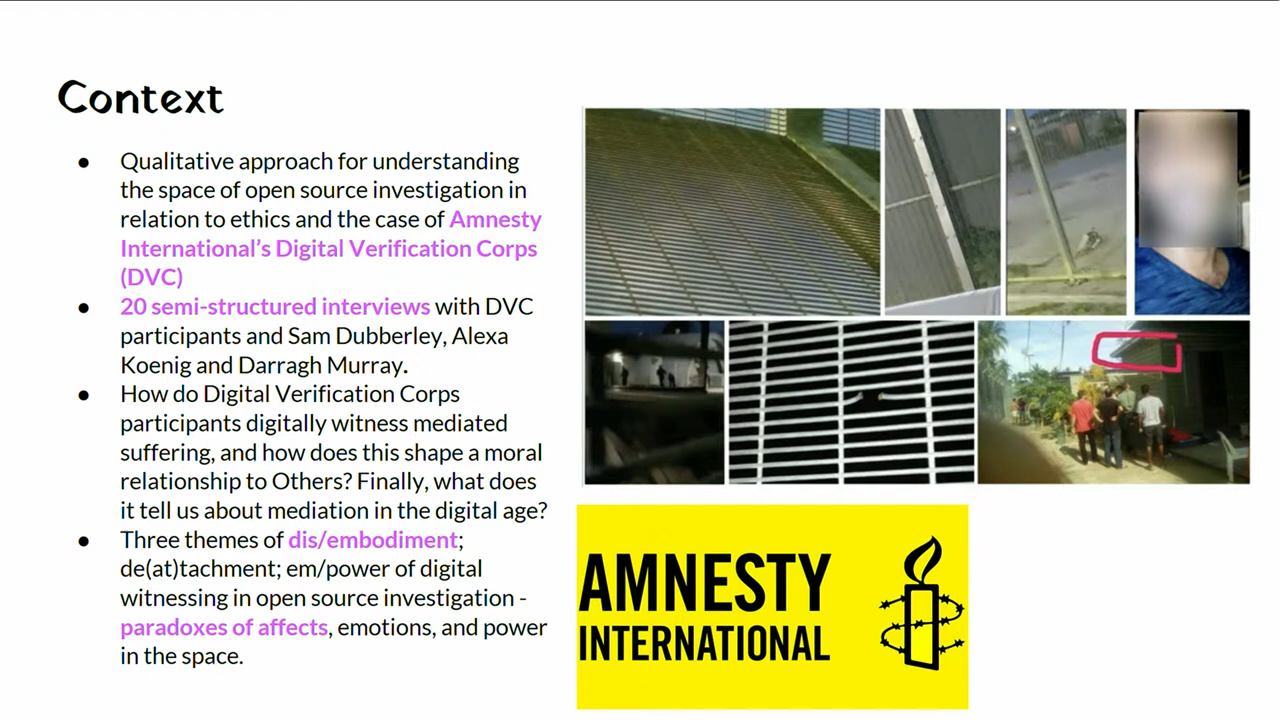 Context
● Qualitative approach for understanding
the space of open source investigation in
relation to ethics and the case of Amnesty
International’s Digital Verification Corps
(DVC)
● 20 semi-structured interviews with DVC
participants and Sam Dubberley, Alexa
Koenig and Darragh Murray.
● How do Digital Verification Corps
participants digitally witness mediated
suffering, and how does this shape a moral
relationship to Others? Finally, what does
it tell us about mediation in the digital age?
● Three themes of dis/embodiment;
de(at)tachment; em/power of digital
witnessing in open source investigation -
paradoxes of affects, emotions, and power
in the space.
AMNESTY
INTERNATIONAL